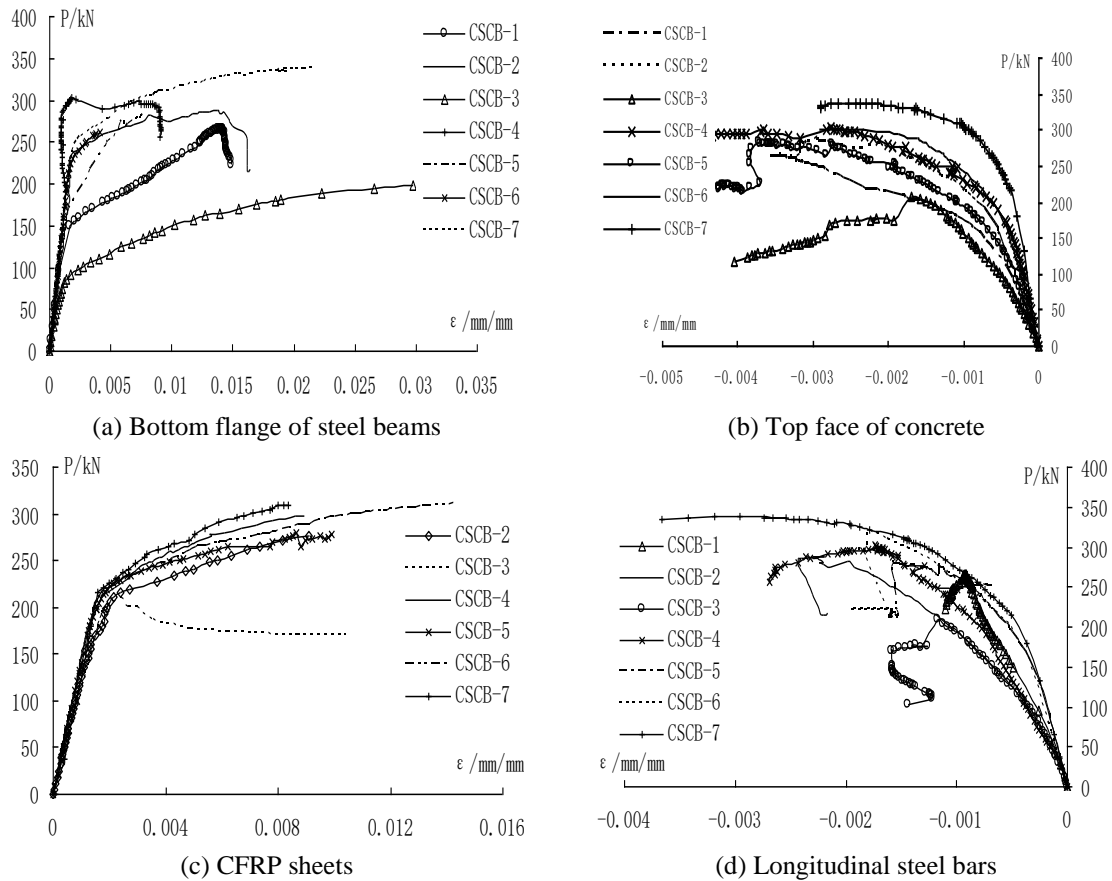 P/kN
400
350
300
250
200
150
100
50
0
0 0.005 0.01 0.015 0.02 0.025 0.03 0.035
ε /mm/mm
CSCB-1
CSCB-2
CSCB-3
CSCB-4
CSCB-5
CSCB-6
CSCB-7
(a) Bottom flange of steel beams
CSCB-1
CSCB-2
CSCB-3
CSCB-4
CSCB-5
CSCB-6
CSCB-7
P/kN
400
350
300
250
200
150
100
50
0
ε /mm/mm
-0.005 -0.004 -0.003 -0.002 -0.001 0
(b) Top face of concrete
P/kN
350
300
250
200
150
100
50
0
CSCB-2
CSCB-3
CSCB-4
CSCB-5
CSCB-6
CSCB-7
ε /mm/mm
0 0.004 0.008 0.012 0.016
(c) CFRP sheets
P/kN
400
350
300
250
200
150
100
50
0
CSCB-1
CSCB-2
CSCB-3
CSCB-4
CSCB-5
CSCB-6
CSCB-7
ε /mm/mm
-0.004 -0.003 -0.002 -0.001 0
(d) Longitudinal steel bars